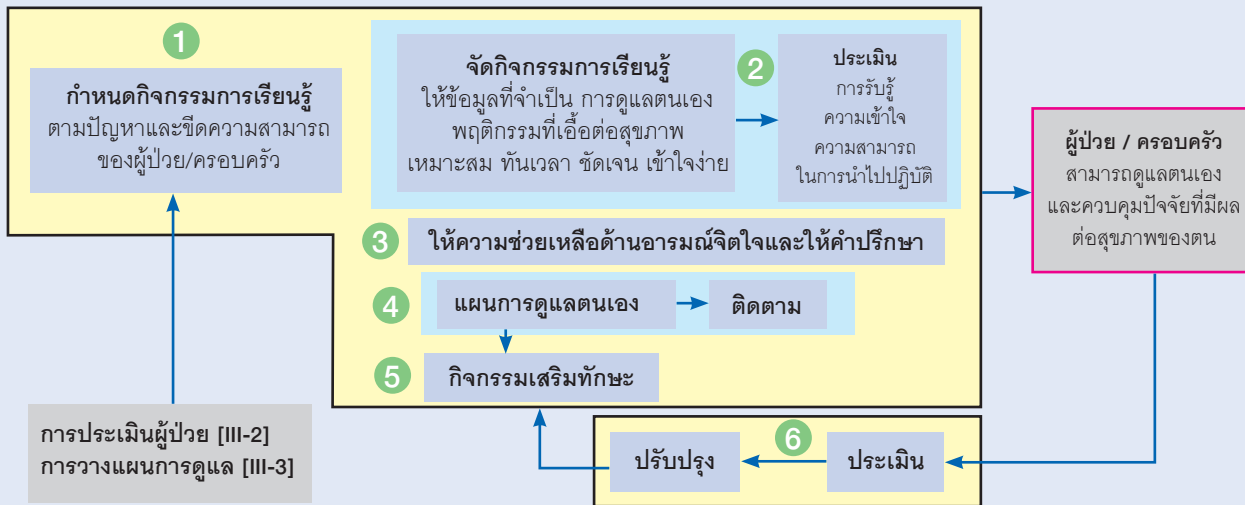 1
กำหนดกิจกรรมการเรียนรู้
ตามปัญหาและขีดความสามารถ
ของผู้ป่วย/ครอบครัว
จัดกิจกรรมการเรียนรู้
ให้ข้อมูลที่จำเป็น การดูแลตนเอง
พฤติกรรมที่เอื้อต่อสุขภาพ
เหมาะสม ทันเวลา ชัดเจน เข้าใจง่าย
2
ประเมิน
การรับรู้
ความเข้าใจ
ความสามารถ
ในการนำไปปฏิบัติ
3
ให้ความช่วยเหลือด้านอารมณ์จิตใจและให้คำปรึกษา
4
แผนการดูแลตนเอง
ติดตาม
5
กิจกรรมเสริมทักษะ
ผู้ป่วย / ครอบครัว
สามารถดูแลตนเอง
และควบคุมปัจจัยที่มีผล
ต่อสุขภาพของตน
การประเมินผู้ป่วย [III-2]
การวางแผนการดูแล [III-3]
ปรับปรุง
6
ประเมิน